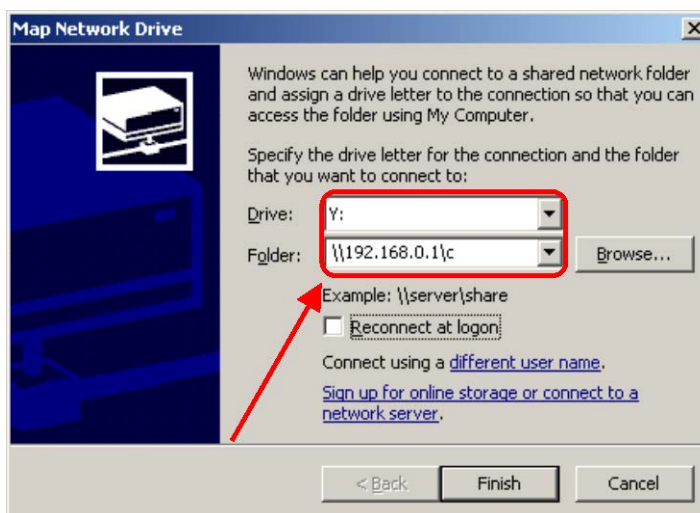 Map Network Drive
Windows can help you connect to a shared network folder
and assign a drive letter to the connection so that you can
access the folder using My Computer.
Specify the drive letter for the connection and the folder
that you want to connect to:
Drive: Y:
Folder: \\192.168.0.1\c Browse...
Example: \\server\share
Reconnect at logon
Connect using a different user name.
Sign up for online storage or connect to a
network server.
< Back Finish Cancel